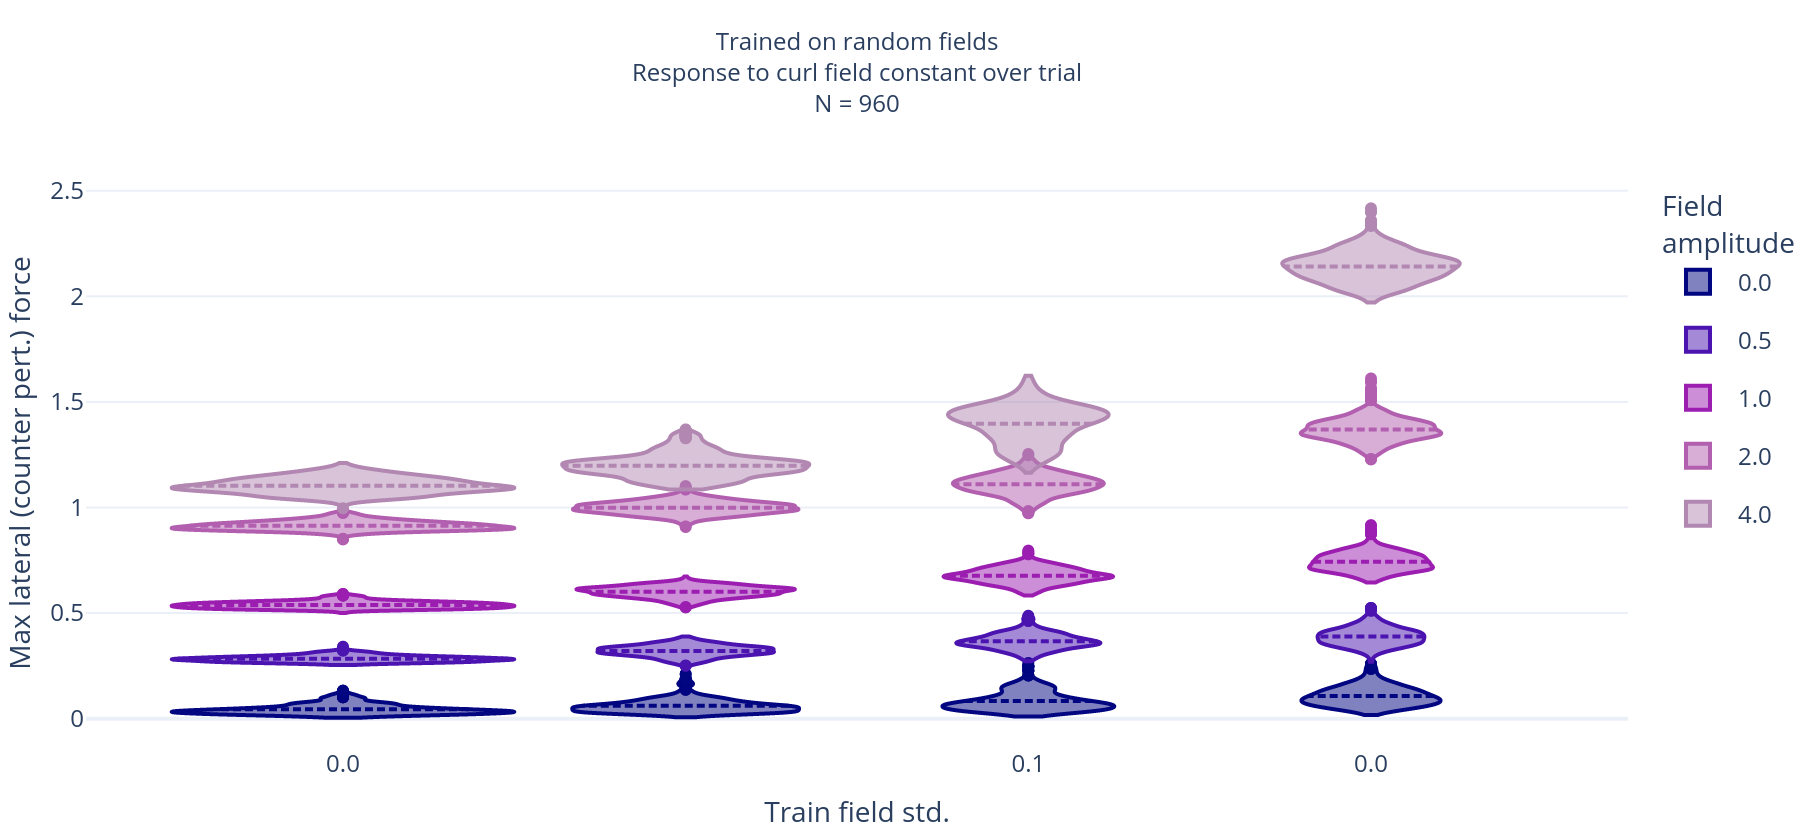 Trained on random fields
Response to curl field constant over trial
N = 960
Max lateral (counter pert.) force
2.5
2
1.5
1
0.5
0
0.0
0.1
0.0
Train field std.
Field
amplitude
0.0
0.5
1.0
2.0
4.0